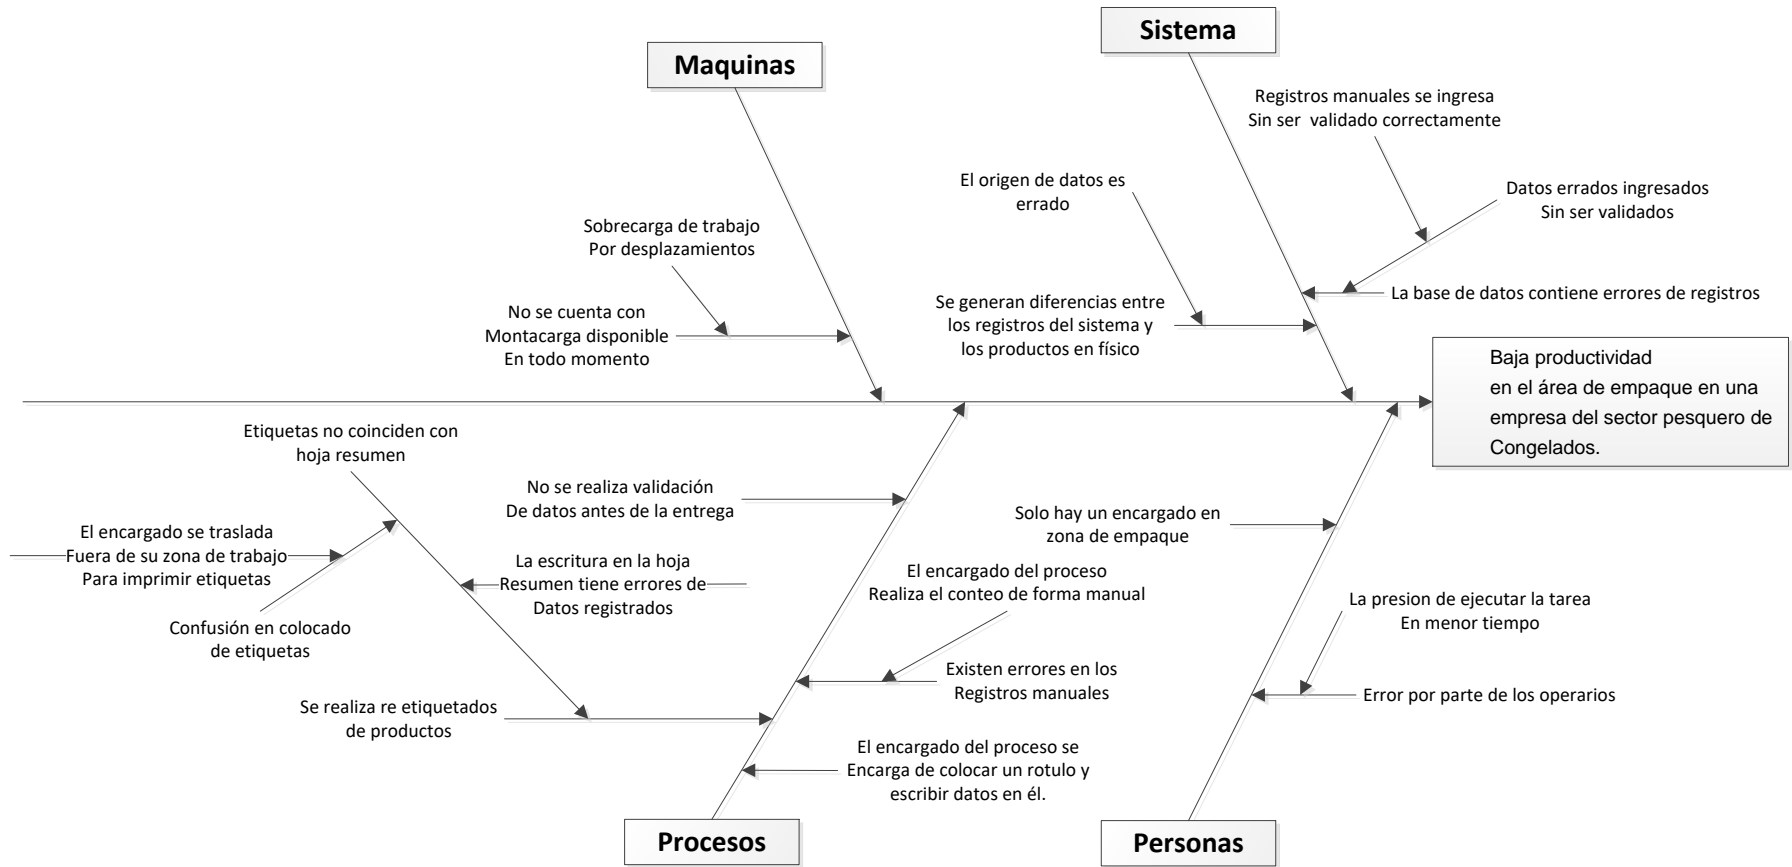 Sistema
Maquinas
Registros manuales se ingresa
Sin ser validado correctamente
El origen de datos es
errado
Datos errados ingresados
Sin ser validados
Sobrecarga de trabajo
Por desplazamientos
La base de datos contiene errores de registros
No se cuenta con
Montacarga disponible
En todo momento
Se generan diferencias entre
los registros del sistema y
los productos en físico
Baja productividad
en el área de empaque en una
empresa del sector pesquero de
Congelados.
Etiquetas no coinciden con
hoja resumen
No se realiza validación
De datos antes de la entrega
Solo hay un encargado en
zona de empaque
El encargado se traslada
Fuera de su zona de trabajo
Para imprimir etiquetas
La escritura en la hoja
Resumen tiene errores de
Datos registrados
El encargado del proceso
Realiza el conteo de forma manual
La presion de ejecutar la tarea
En menor tiempo
Confusión en colocado
de etiquetas
Existen errores en los
Registros manuales
Error por parte de los operarios
Se realiza re etiquetados
de productos
El encargado del proceso se
Encarga de colocar un rotulo y
escribir datos en él.
Procesos
Personas